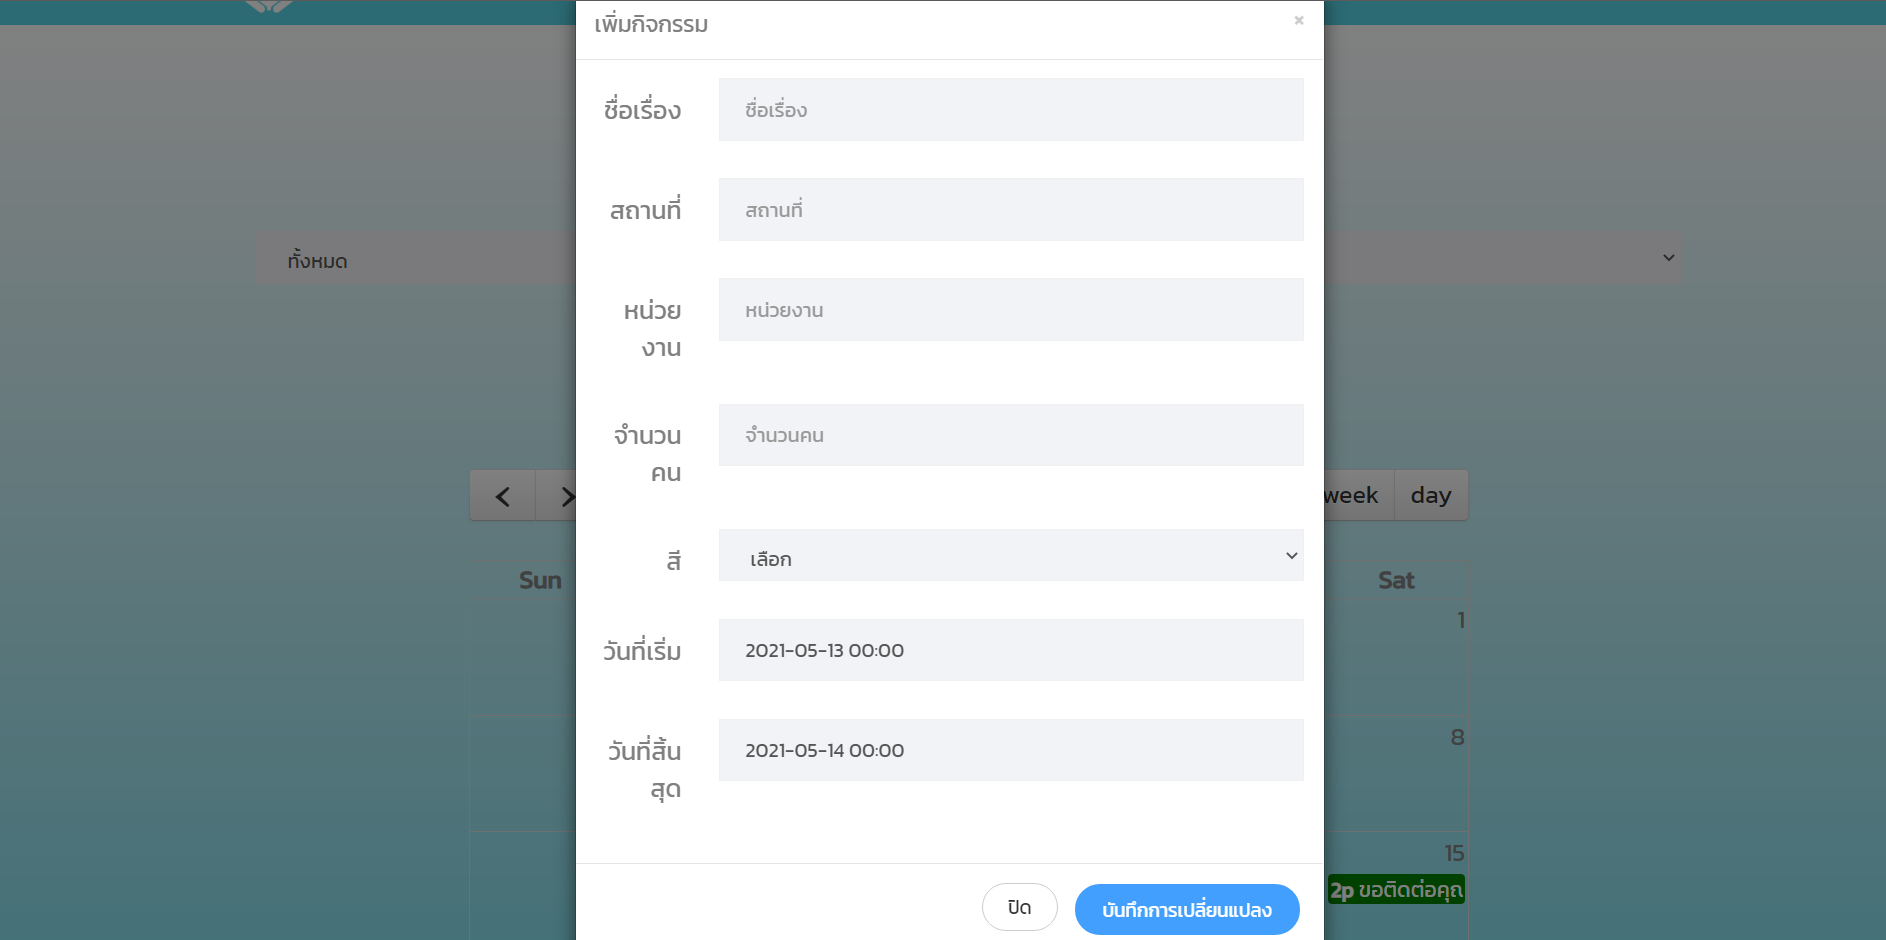 เพิ่มกิจกรรม ×
ชื่อเรื่อง ชื่อเรื่อง
สถานที่ สถานที่
ทั้งหมด
หน่วย หน่วยงาน
งาน
จำนวน จำนวนคน
คน
week day
สี เลือก
Sun Sat
1
วันที่เริ่ม 2021-05-13 00:00
8
วันที่สิ้น 2021-05-14 00:00
สุด
15
2p ขอติดต่อคุณ
ปิด บันทึกการเปลี่ยนแปลง